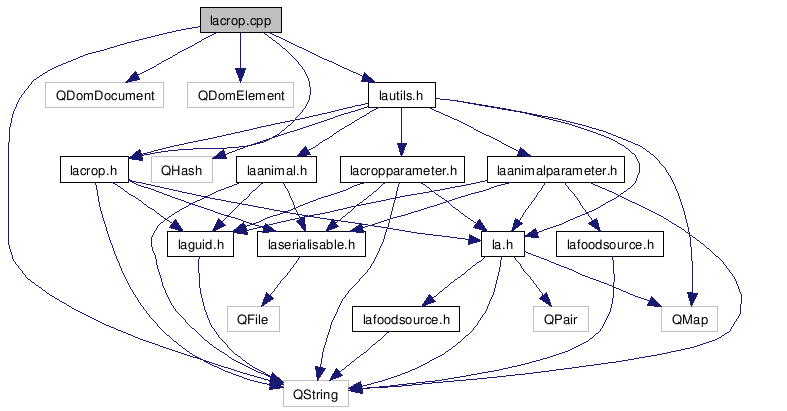 lacrop.cpp
QDomDocument
QDomElement
lautils.h
lacrop.h
QHash
laanimal.h
lacropparameter.h
laanimalparameter.h
laguid.h
laserialisable.h
la.h
lafoodsource.h
QFile
lafoodsource.h
QPair
QMap
QString